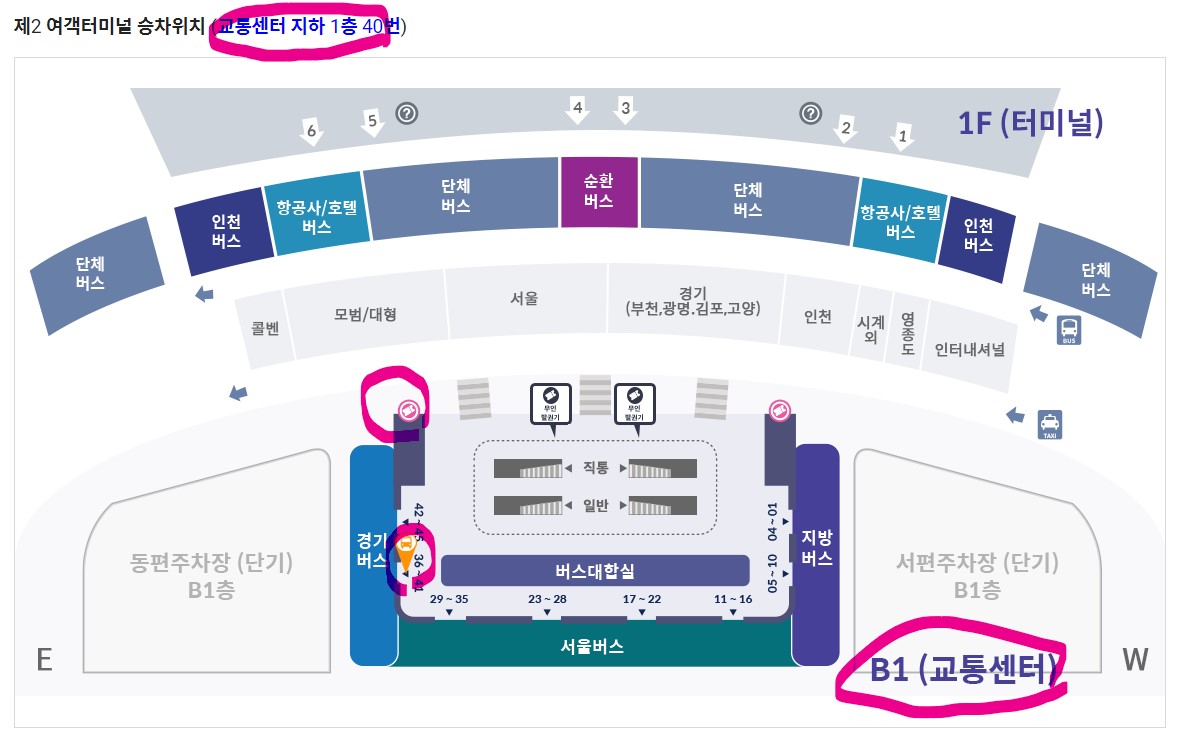 제2 여객터미널 승차위치 (교통센터 지하 1층 40번)
1F (터미널)
6
5
?
4
3
?
2
1
단체
버스
인천
버스
항공사/호텔
버스
단체
버스
순환
버스
단체
버스
항공사/호텔
버스
인천
버스
단체
버스
콜벤
모범/대형
서울
경기
(부천,광명.김포,고양)
인천
시계
외
영
종
도
인터내셔널
BUS
TAXI
무인
발권기
무인
발권기
직통
일반
42 ~ 45
36 ~ 41
04 ~ 01
05 ~ 10
경기
버스
지방
버스
버스대합실
29 ~ 35
23 ~ 28
17 ~ 22
11 ~ 16
서울버스
동편주차장 (단기)
B1층
서편주차장 (단기)
B1층
E
B1 (교통센터)
W